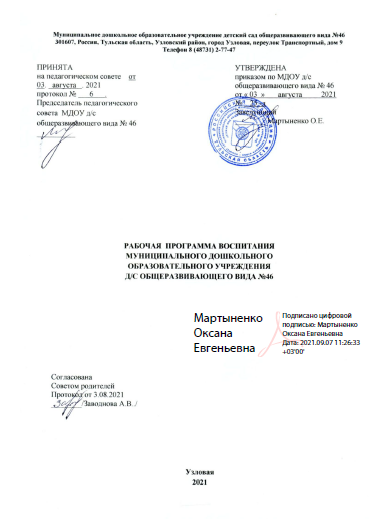 Муниципальное дошкольное образовательное учреждение детский сад общеразвивающего вида №46
301607, Россия, Тульская область, Узловский район, город Узловая, переулок Транспортный, дом 9
Телефон 8 (48731) 2-77-47
ПРИНЯТА
на педагогическом совете от
03 августа 2021
протокол № 6 .
Председатель педагогического
совета МДОУ д/с
общеразвивающего вида № 46
УТВЕРЖДЕНА
приказом по МДОУ д/с
общеразвивающего вида № 46
от « 03 » августа 2021
№
Мартыненко О.Е.
РАБОЧАЯ ПРОГРАММА ВОСПИТАНИЯ
МУНИЦИПАЛЬНОГО ДОШКОЛЬНОГО
ОБРАЗОВАТЕЛЬНОГО УЧРЕЖДЕНИЯ
Д/С ОБЩЕРАЗВИВАЮЩЕГО ВИДА №46
Мартыненко
Оксана
Евгеньевна
Подписано цифровой
подписью: Мартыненко
Оксана Евгеньевна
Дата: 2021.09.07 11:26:33
+03'00'
Согласована
Советом родителей
Протокол от 3.08.2021
/Заводнова А.В. /
Узловая
2021